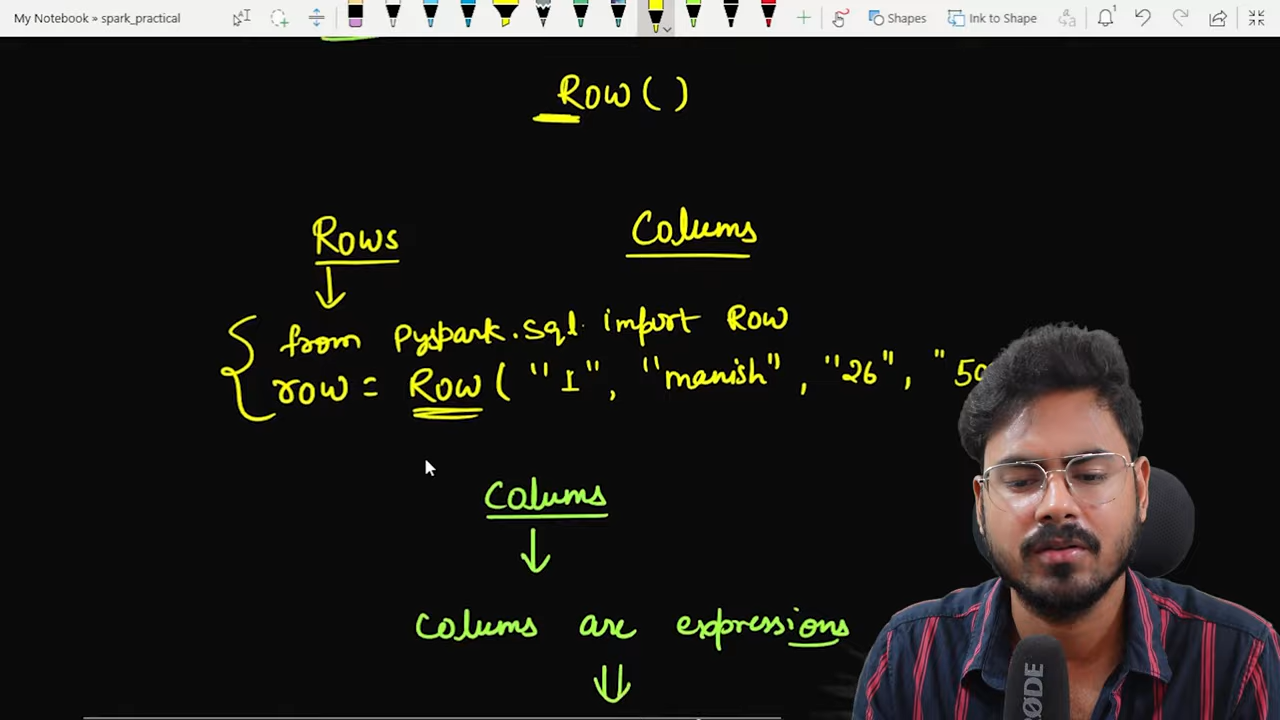 My Notebook » spark_practical
Shapes
Ink to Shape
Row()
Rows
Colums
from Pyspark.sql import Row
row = Row( "1", "manish", "26", "50
Colums
Colums are expressions